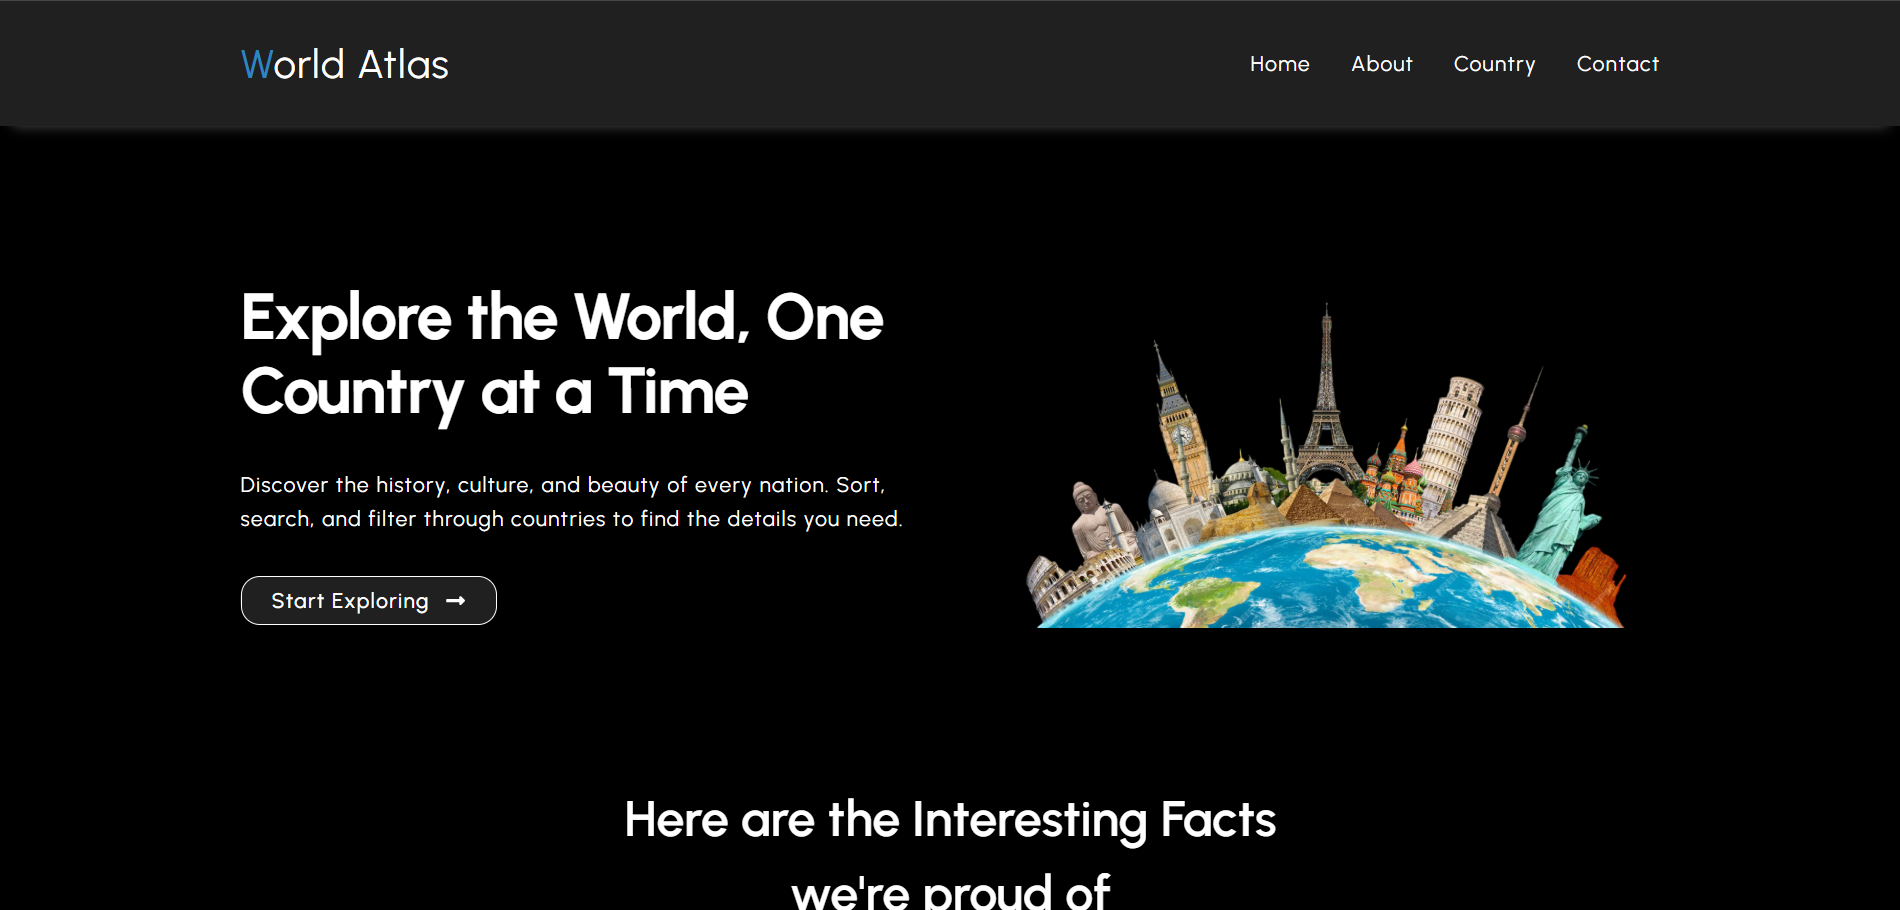 World Atlas
Home About Country Contact
Explore the World, One
Country at a Time
Discover the history, culture, and beauty of every nation. Sort,
search, and filter through countries to find the details you need.
Start Exploring
Here are the Interesting Facts
we're proud of